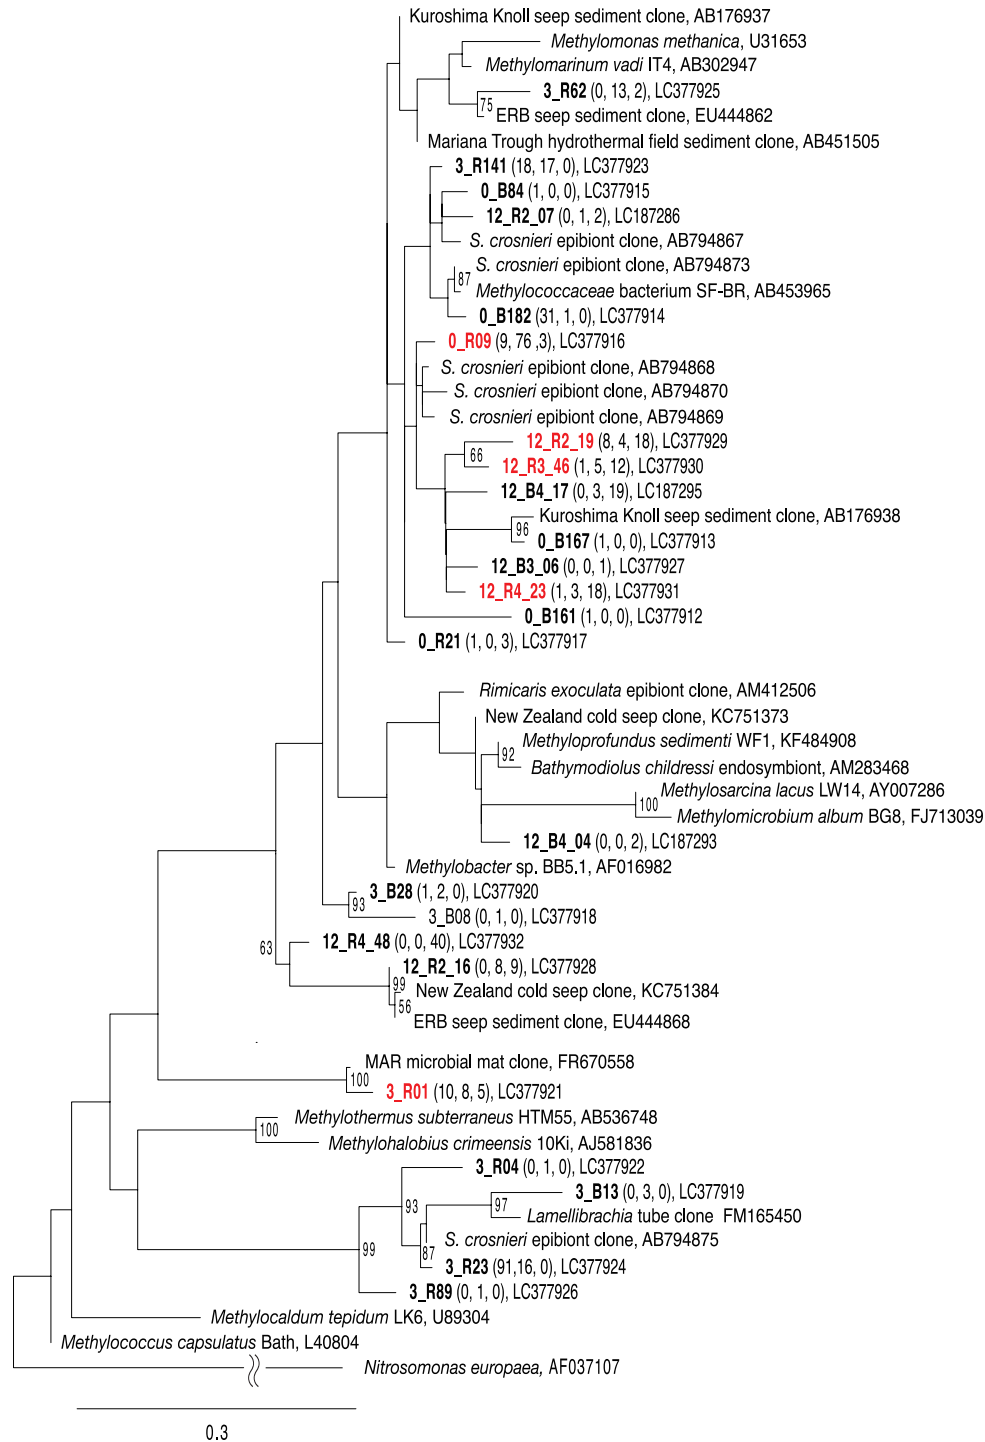 Kuroshima Knoll seep sediment clone, AB176937
Methylomonas methanica, U31653
Methylomarinum vadi IT4, AB302947
3_R62 (0, 13, 2), LC377925
75
ERB seep sediment clone, EU444862
Mariana Trough hydrothermal field sediment clone, AB451505
3_R141 (18, 17, 0), LC377923
0_B84 (1, 0, 0), LC377915
12_R2_07 (0, 1, 2), LC187286
S. crosnieri epibiont clone, AB794867
S. crosnieri epibiont clone, AB794873
87
Methylococcaceae bacterium SF-BR, AB453965
0_B182 (31, 1, 0), LC377914
0_R09 (9, 76 ,3), LC377916
S. crosnieri epibiont clone, AB794868
S. crosnieri epibiont clone, AB794870
S. crosnieri epibiont clone, AB794869
12_R2_19 (8, 4, 18), LC377929
66
12_R3_46 (1, 5, 12), LC377930
12_B4_17 (0, 3, 19), LC187295
Kuroshima Knoll seep sediment clone, AB176938
96
0_B167 (1, 0, 0), LC377913
12_B3_06 (0, 0, 1), LC377927
12_R4_23 (1, 3, 18), LC377931
0_B161 (1, 0, 0), LC377912
0_R21 (1, 0, 3), LC377917
Rimicaris exoculata epibiont clone, AM412506
New Zealand cold seep clone, KC751373
Methyloprofundus sedimenti WF1, KF484908
92
Bathymodiolus childressi endosymbiont, AM283468
Methylosarcina lacus LW14, AY007286
100
Methylomicrobium album BG8, FJ713039
12_B4_04 (0, 0, 2), LC187293
Methylobacter sp. BB5.1, AF016982
3_B28 (1, 2, 0), LC377920
93
3_B08 (0, 1, 0), LC377918
12_R4_48 (0, 0, 40), LC377932
63
12_R2_16 (0, 8, 9), LC377928
99
New Zealand cold seep clone, KC751384
56
ERB seep sediment clone, EU444868
MAR microbial mat clone, FR670558
100
3_R01 (10, 8, 5), LC377921
Methylothermus subterraneus HTM55, AB536748
100
Methylohalobius crimeensis 10Ki, AJ581836
3_R04 (0, 1, 0), LC377922
3_B13 (0, 3, 0), LC377919
93
97
Lamellibrachia tube clone FM165450
S. crosnieri epibiont clone, AB794875
99
87
3_R23 (91,16, 0), LC377924
3_R89 (0, 1, 0), LC377926
Methylocaldum tepidum LK6, U89304
Methylococcus capsulatus Bath, L40804
Nitrosomonas europaea, AF037107
0.3